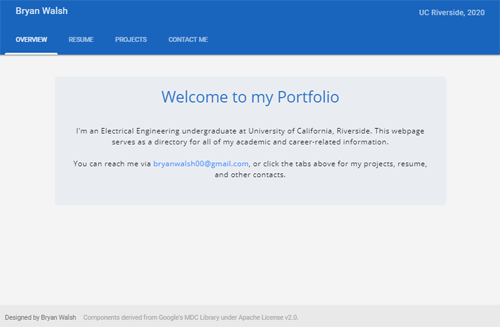 Bryan Walsh
UC Riverside, 2020
OVERVIEW RESUME PROJECTS CONTACT ME
Welcome to my Portfolio
I'm an Electrical Engineering undergraduate at University of California, Riverside. This webpage
serves as a directory for all of my academic and career-related information.
You can reach me via bryanwalsh00@gmail.com, or click the tabs above for my projects, resume,
and other contacts.
Designed by Bryan Walsh Components derived from Google's MDC Library under Apache License v2.0.